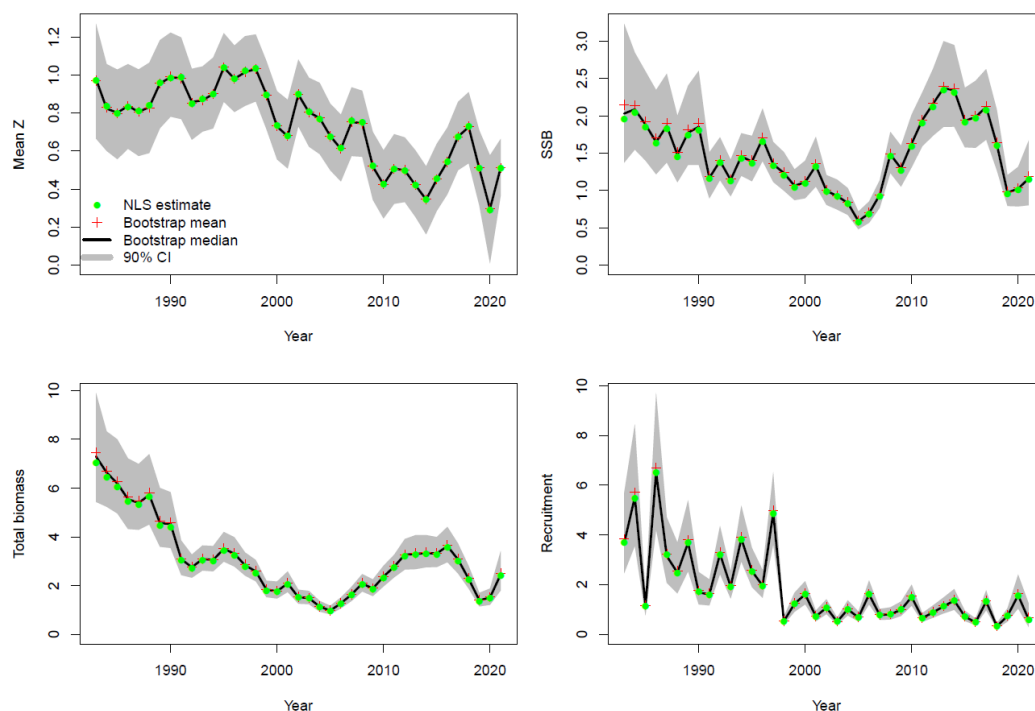 Mean Z
0.0 0.2 0.4 0.6 0.8 1.0 1.2
NLS estimate
Bootstrap mean
Bootstrap median
90% CI
1990 2000 2010 2020
Year
SSB
0.0 0.5 1.0 1.5 2.0 2.5 3.0
1990 2000 2010 2020
Year
Total biomass
0 2 4 6 8 10
1990 2000 2010 2020
Year
Recruitment
0 2 4 6 8 10
1990 2000 2010 2020
Year